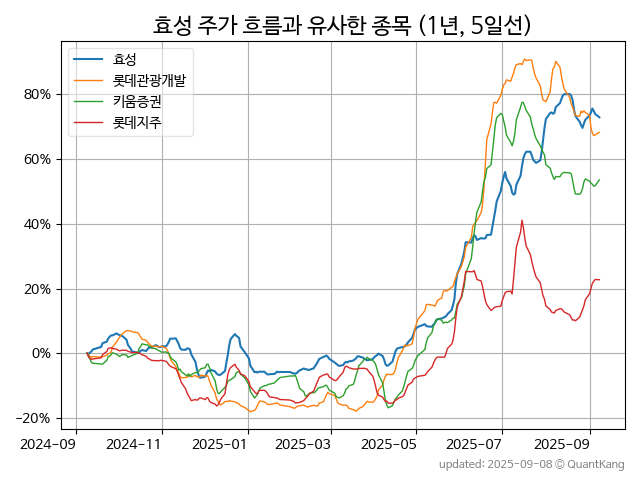 효성 주가 흐름과 유사한 종목 (1년, 5일선)
효성
롯데관광개발
키움증권
롯데지주
80%
60%
40%
20%
0%
−20%
2024−09
2024−11
2025−01
2025−03
2025−05
2025−07
2025−09
updated: 2025-09-08 © QuantKang